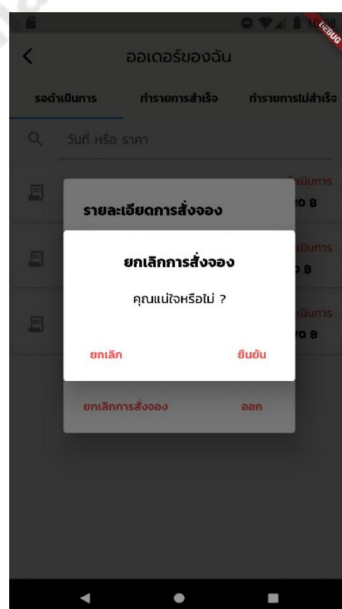 DEBUG
ออเดอร์ของฉัน
รอดำเนินการ ทำรายการสำเร็จ ทำรายการไม่สำเร็จ
วันที่ หรือ ราคา
รายละเอียดการสั่งจอง
ยกเลิกการสั่งจอง
คุณแน่ใจหรือไม่ ?
ยกเลิก ยืนยัน
ยกเลิกการสั่งจอง ออก